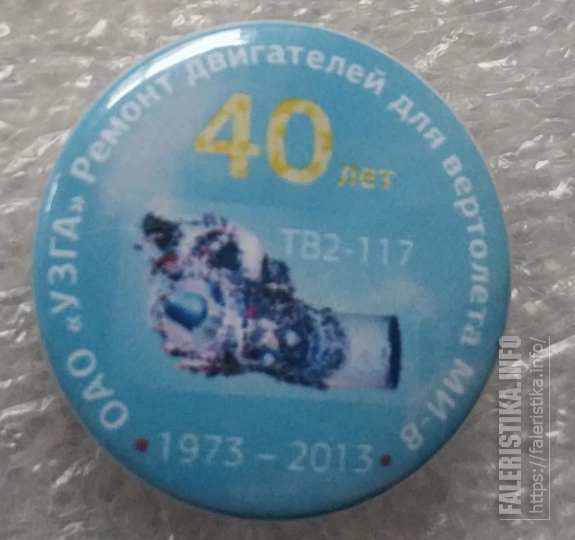 ОАО «УЗГА» Ремонт двигателей для вертолета МИ-8
40
лет
ТВ2-117
1973 - 2013
FALERISTIKA.INFO
https://faleristika.info/